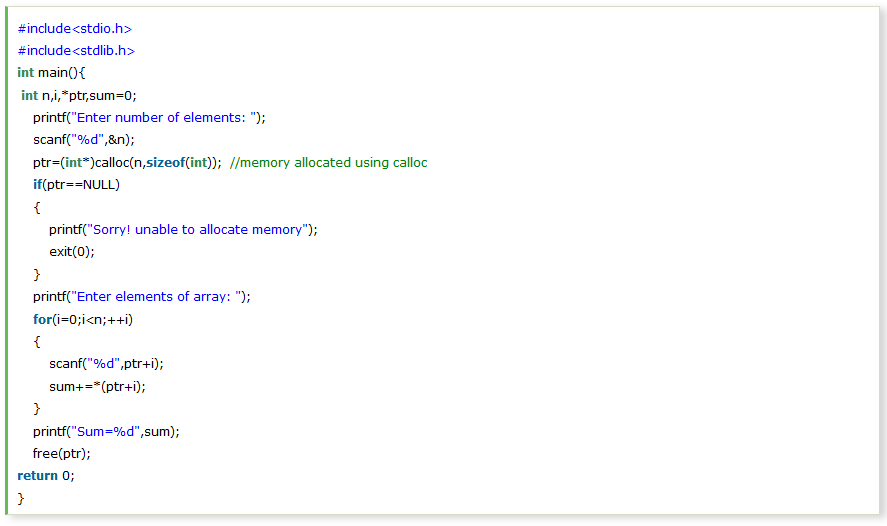 #include<stdio.h>
#include<stdlib.h>
int main(){
 int n,i,*ptr,sum=0;
    printf("Enter number of elements: ");
    scanf("%d",&n);
    ptr=(int*)calloc(n,sizeof(int));  //memory allocated using calloc
    if(ptr==NULL)
    {
        printf("Sorry! unable to allocate memory");
        exit(0);
    }
    printf("Enter elements of array: ");
    for(i=0;i<n;++i)
    {
        scanf("%d",ptr+i);
        sum+=*(ptr+i);
    }
    printf("Sum=%d",sum);
    free(ptr);
return 0;
}